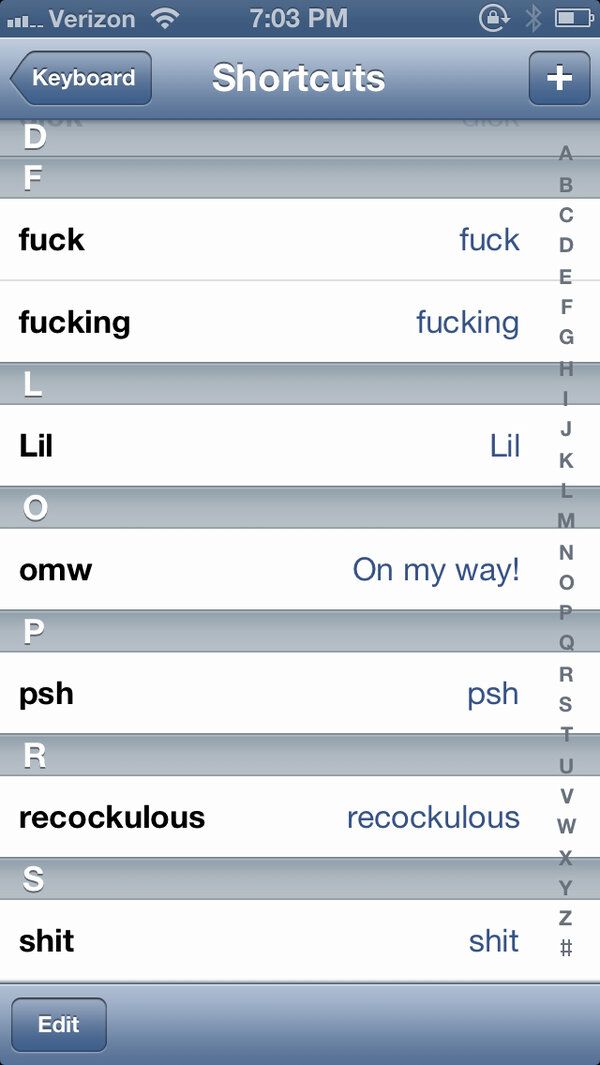 Verizon 7:03 PM
Keyboard Shortcuts +
D
F
fuck fuck
fucking fucking
L
Lil Lil
O
omw On my way!
P
psh psh
R
recockulous recockulous
S
shit shit
Edit
A
B
C
D
E
F
G
H
I
J
K
L
M
N
O
P
Q
R
S
T
U
V
W
X
Y
Z
#